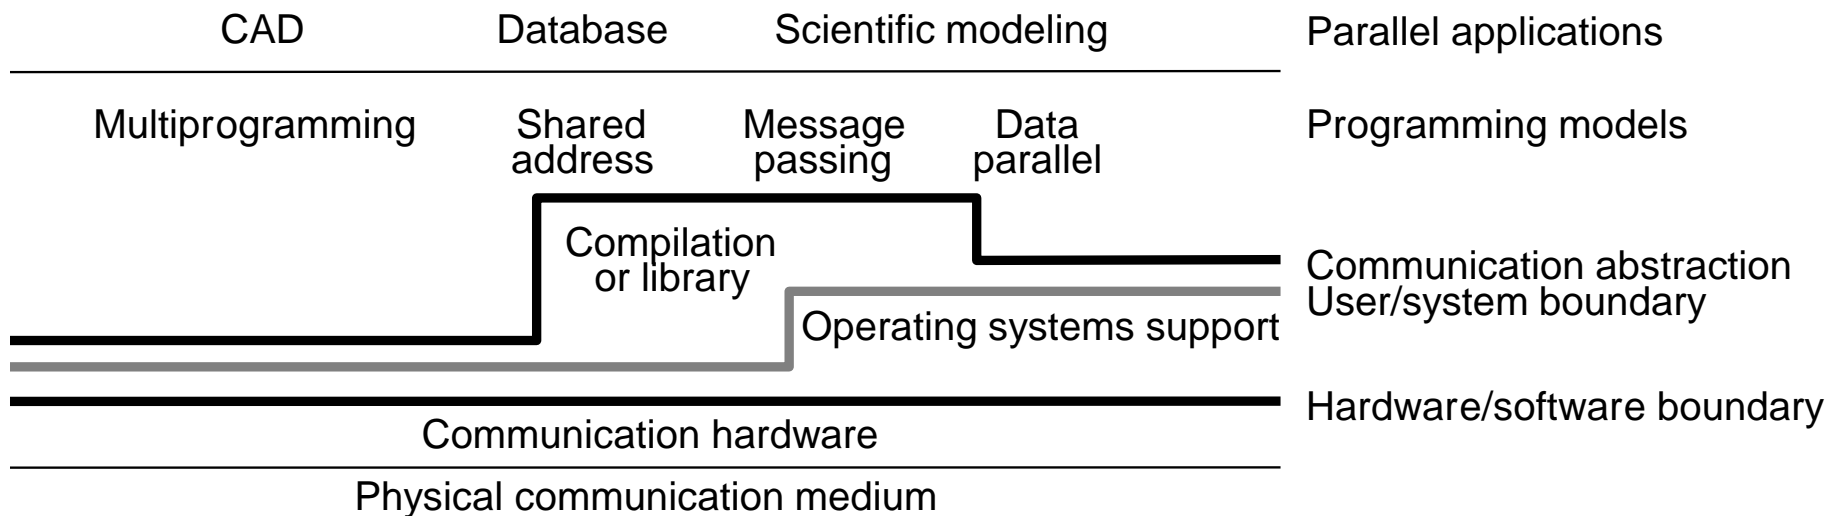 CAD Database Scientific modeling Parallel applications
Multiprogramming Shared address Message passing Data parallel Programming models
Compilation
or library
Communication abstraction
User/system boundary
Operating systems support
Hardware/software boundary
Communication hardware
Physical communication medium